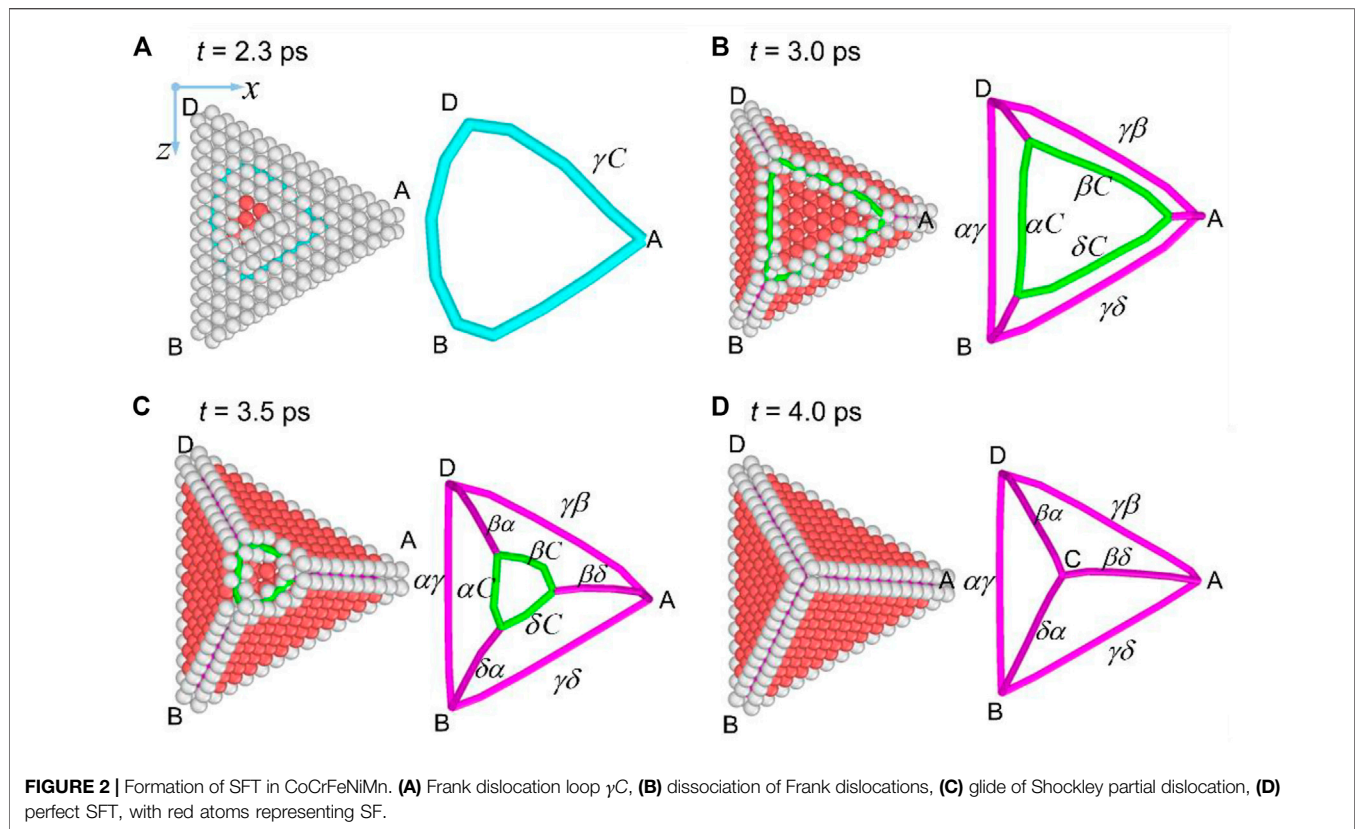 A
t = 2.3 ps
x
z
D
A
B
D
γC
A
B
B
t = 3.0 ps
D
A
B
D
γβ
βC
αγ
αC
A
δC
γδ
B
C
t = 3.5 ps
D
A
B
D
γβ
βα
βC
βδ
αγ
αC
A
δC
δα
γδ
B
D
t = 4.0 ps
D
A
B
D
γβ
βα
C
βδ
αγ
A
δα
γδ
B
FIGURE 2 | Formation of SFT in CoCrFeNiMn. (A) Frank dislocation loop γC, (B) dissociation of Frank dislocations, (C) glide of Shockley partial dislocation, (D)
perfect SFT, with red atoms representing SF.